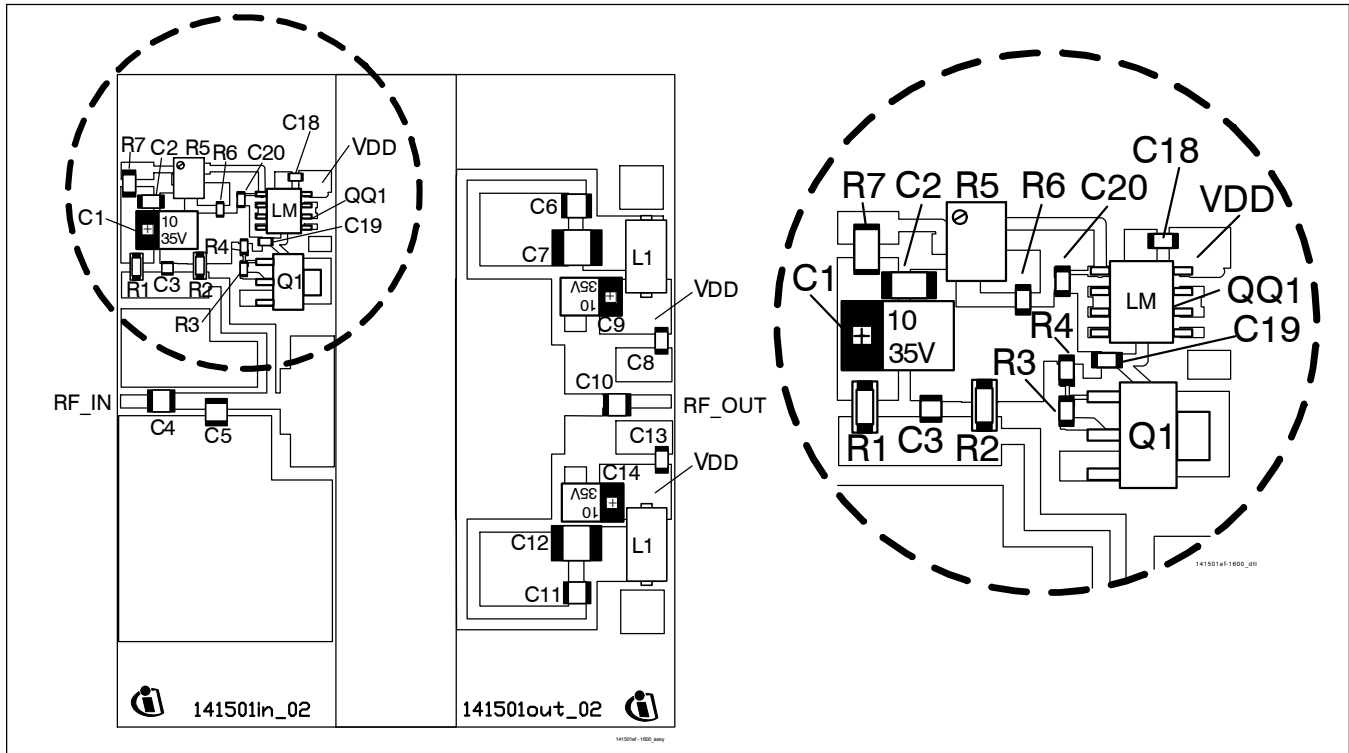 C18
R7
C2
R5
R6
C20
VDD
C1
10
35V
LM
QQ1
R4
C19
R1
C3
R2
Q1
R3
RF_IN
C4
C5
C6
C7
L1
10
35V
C9
VDD
C8
C10
RF_OUT
C13
C14
VDD
10
35V
C12
L1
C11
141501in_02
141501out_02
141501ef-1600_assy
C18
R7
C2
R5
R6
C20
VDD
C1
10
35V
LM
QQ1
R4
C19
R3
R1
C3
R2
Q1
141501ef-1600_dtl